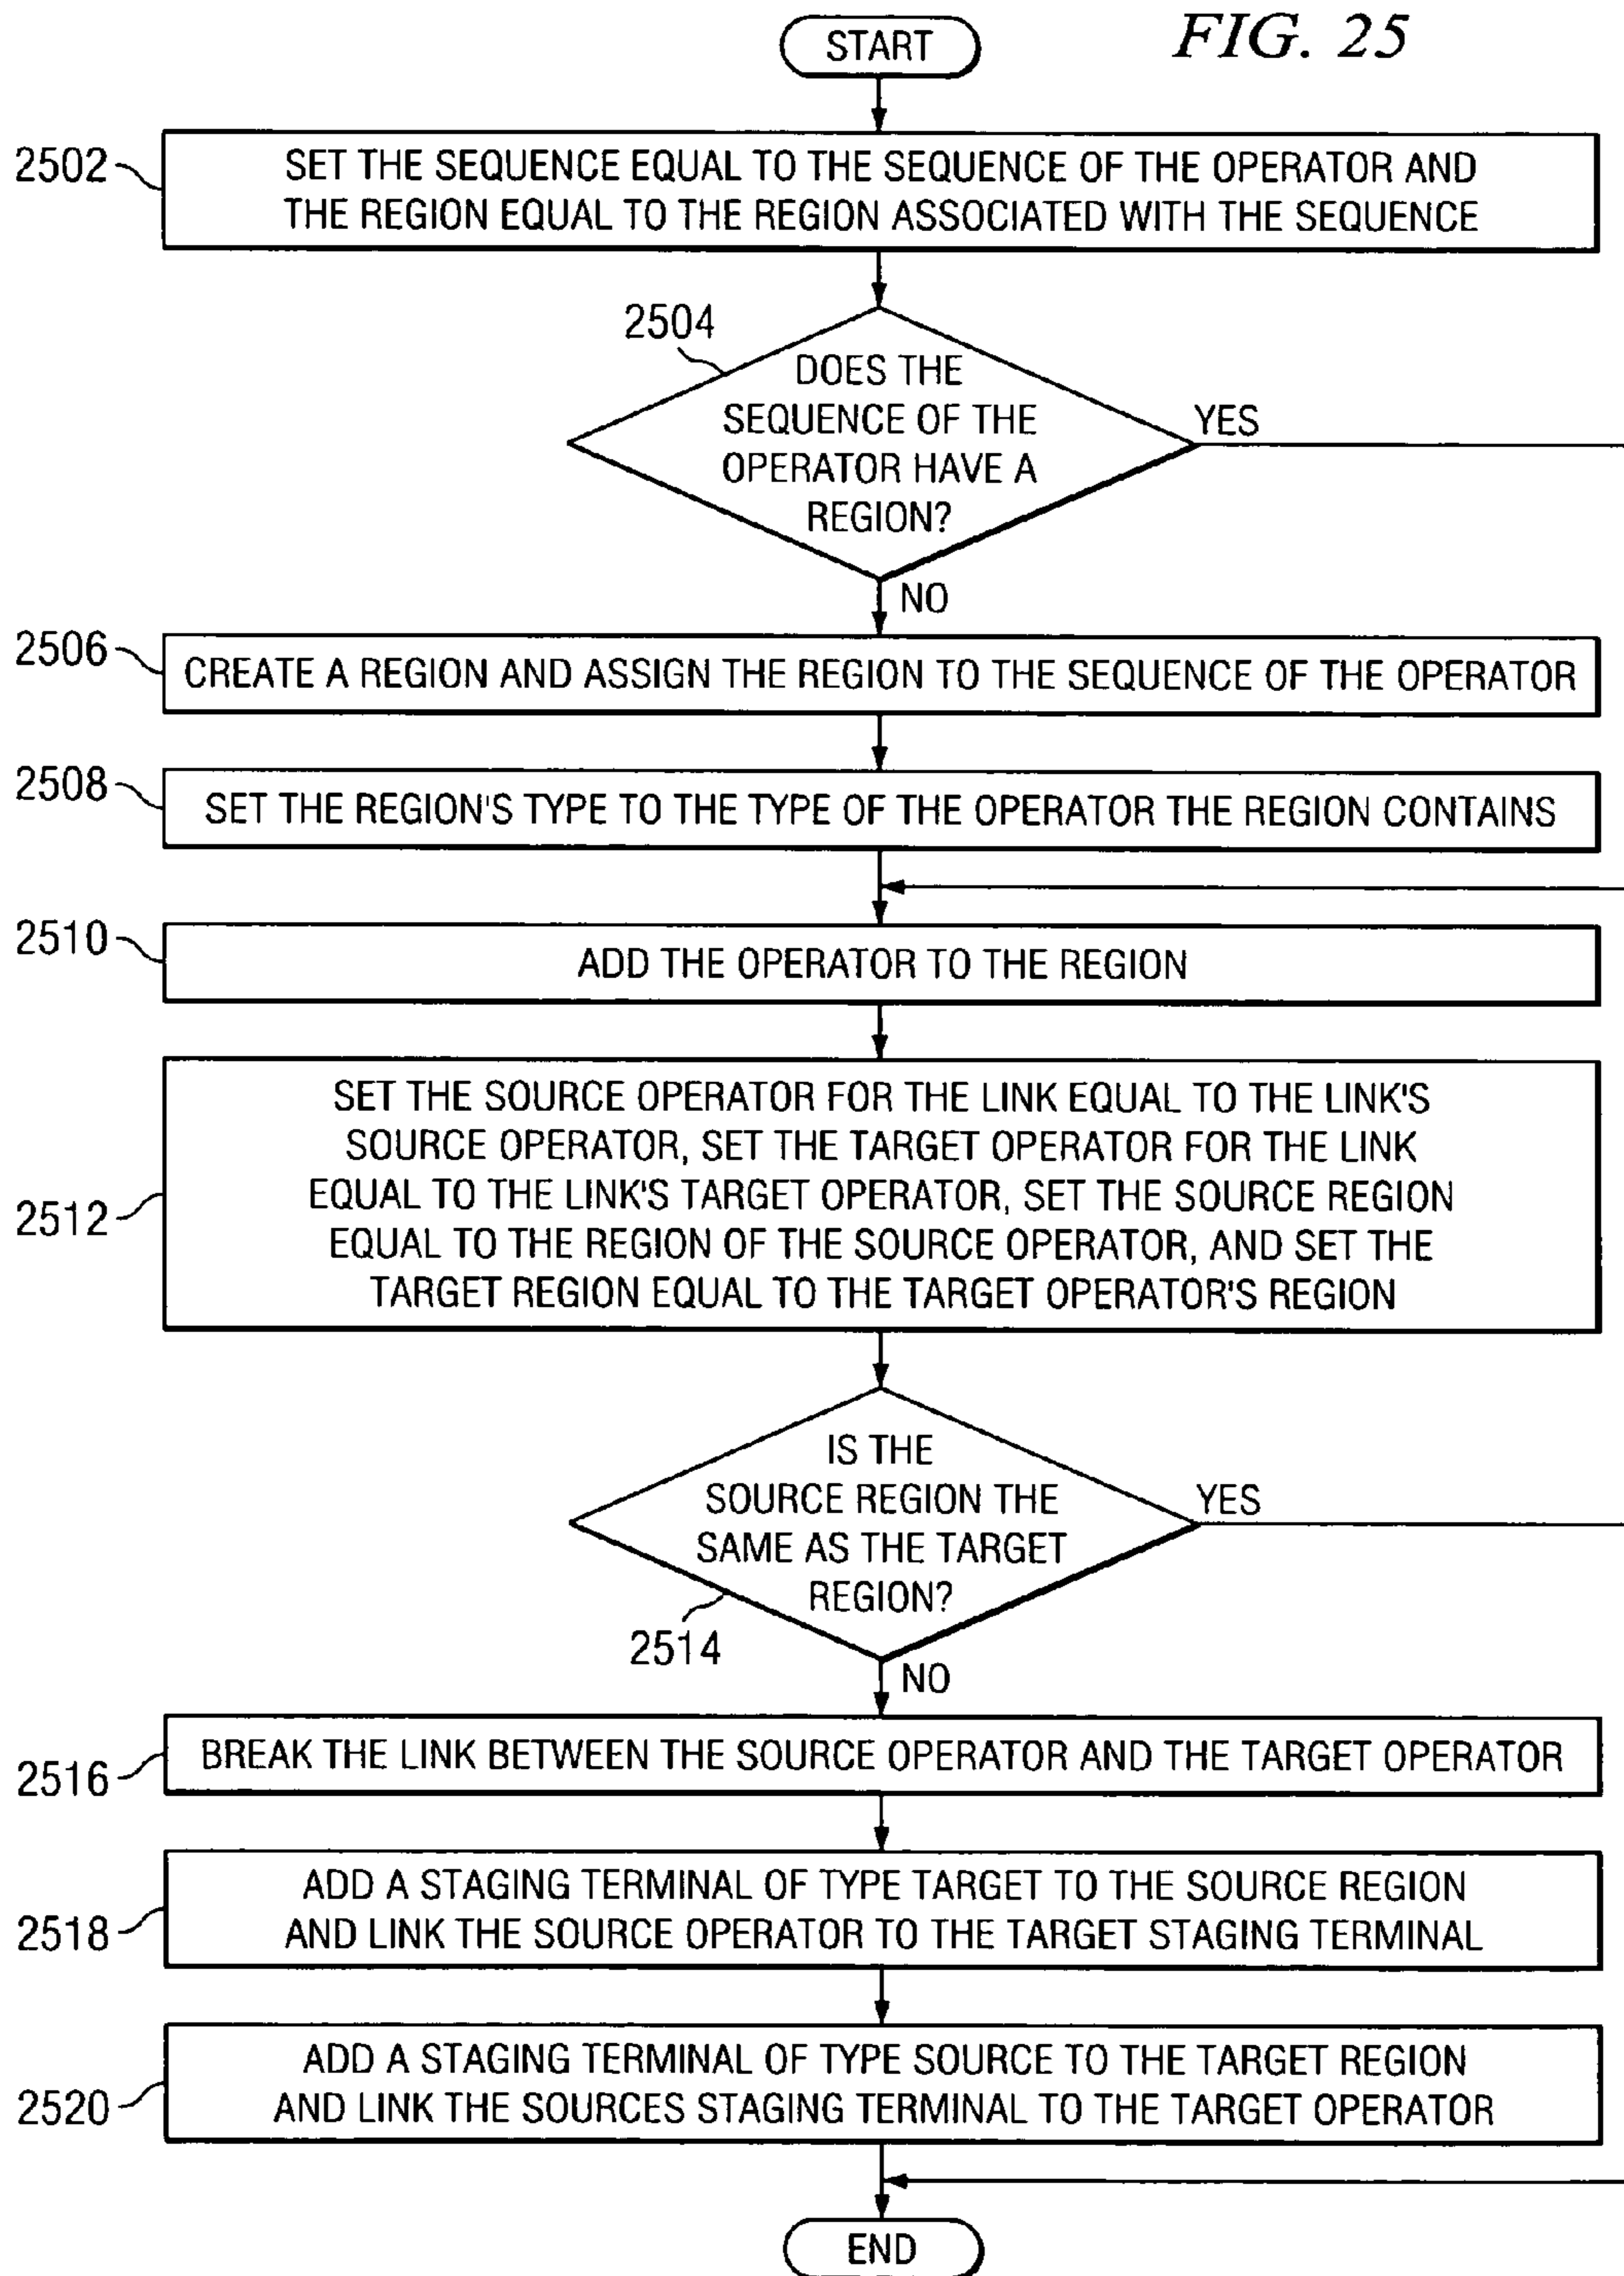 FIG. 25
START
2502
SET THE SEQUENCE EQUAL TO THE SEQUENCE OF THE OPERATOR AND
THE REGION EQUAL TO THE REGION ASSOCIATED WITH THE SEQUENCE
2504
DOES THE
SEQUENCE OF THE
OPERATOR HAVE A
REGION?
YES
NO
2506
CREATE A REGION AND ASSIGN THE REGION TO THE SEQUENCE OF THE OPERATOR
2508
SET THE REGION'S TYPE TO THE TYPE OF THE OPERATOR THE REGION CONTAINS
2510
ADD THE OPERATOR TO THE REGION
2512
SET THE SOURCE OPERATOR FOR THE LINK EQUAL TO THE LINK'S
SOURCE OPERATOR, SET THE TARGET OPERATOR FOR THE LINK
EQUAL TO THE LINK'S TARGET OPERATOR, SET THE SOURCE REGION
EQUAL TO THE REGION OF THE SOURCE OPERATOR, AND SET THE
TARGET REGION EQUAL TO THE TARGET OPERATOR'S REGION
IS THE
SOURCE REGION THE
SAME AS THE TARGET
REGION?
YES
2514
NO
2516
BREAK THE LINK BETWEEN THE SOURCE OPERATOR AND THE TARGET OPERATOR
2518
ADD A STAGING TERMINAL OF TYPE TARGET TO THE SOURCE REGION
AND LINK THE SOURCE OPERATOR TO THE TARGET STAGING TERMINAL
2520
ADD A STAGING TERMINAL OF TYPE SOURCE TO THE TARGET REGION
AND LINK THE SOURCES STAGING TERMINAL TO THE TARGET OPERATOR
END